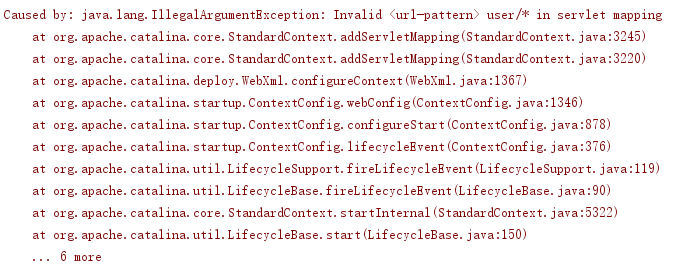 Caused by: java.lang.IllegalArgumentException: Invalid <url-pattern> user/* in servlet mapping
at org.apache.catalina.core.StandardContext.addServletMapping(StandardContext.java:3245)
at org.apache.catalina.core.StandardContext.addServletMapping(StandardContext.java:3220)
at org.apache.catalina.deploy.WebXml.configureContext(WebXml.java:1367)
at org.apache.catalina.startup.ContextConfig.webConfig(ContextConfig.java:1346)
at org.apache.catalina.startup.ContextConfig.configureStart(ContextConfig.java:878)
at org.apache.catalina.startup.ContextConfig.lifecycleEvent(ContextConfig.java:376)
at org.apache.catalina.util.LifecycleSupport.fireLifecycleEvent(LifecycleSupport.java:119)
at org.apache.catalina.util.LifecycleBase.fireLifecycleEvent(LifecycleBase.java:90)
at org.apache.catalina.core.StandardContext.startInternal(StandardContext.java:5322)
at org.apache.catalina.util.LifecycleBase.start(LifecycleBase.java:150)
... 6 more